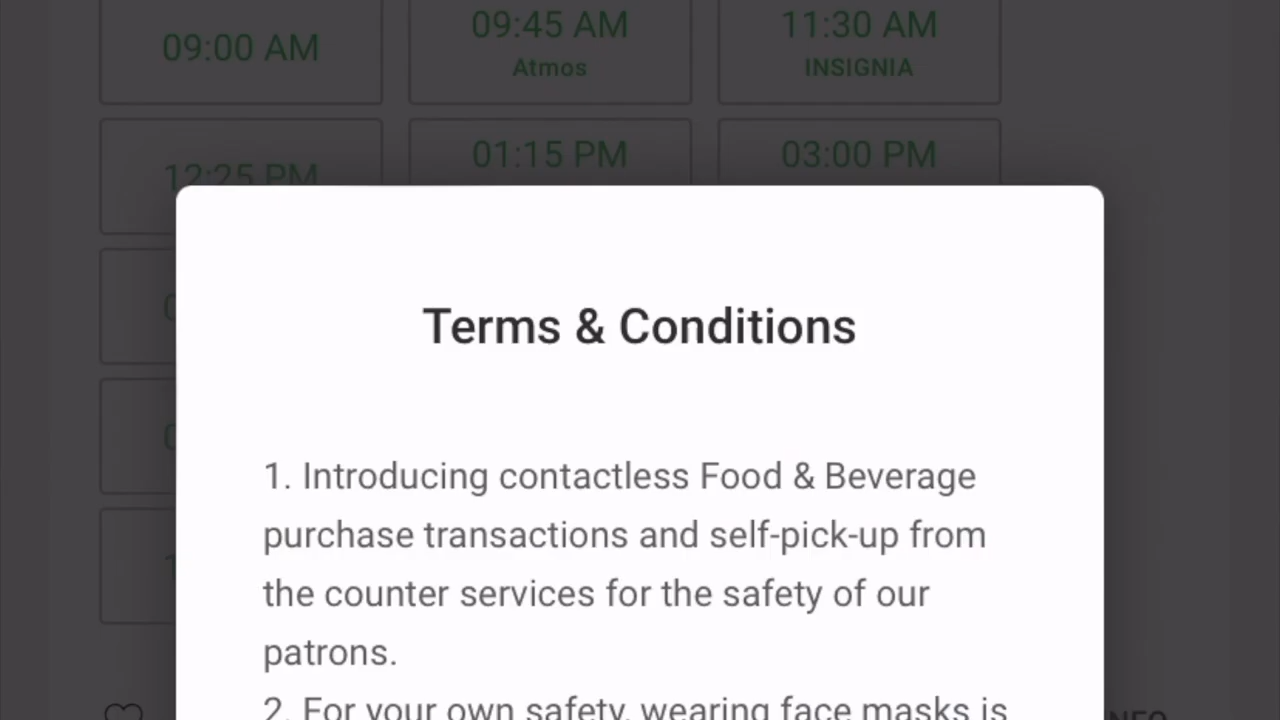 09:00 AM
09:45 AM
Atmos
11:30 AM
INSIGNIA
12:25 PM
01:15 PM
03:00 PM
Terms & Conditions
1. Introducing contactless Food & Beverage
purchase transactions and self-pick-up from
the counter services for the safety of our
patrons.
2. For your own safety, wearing face masks is